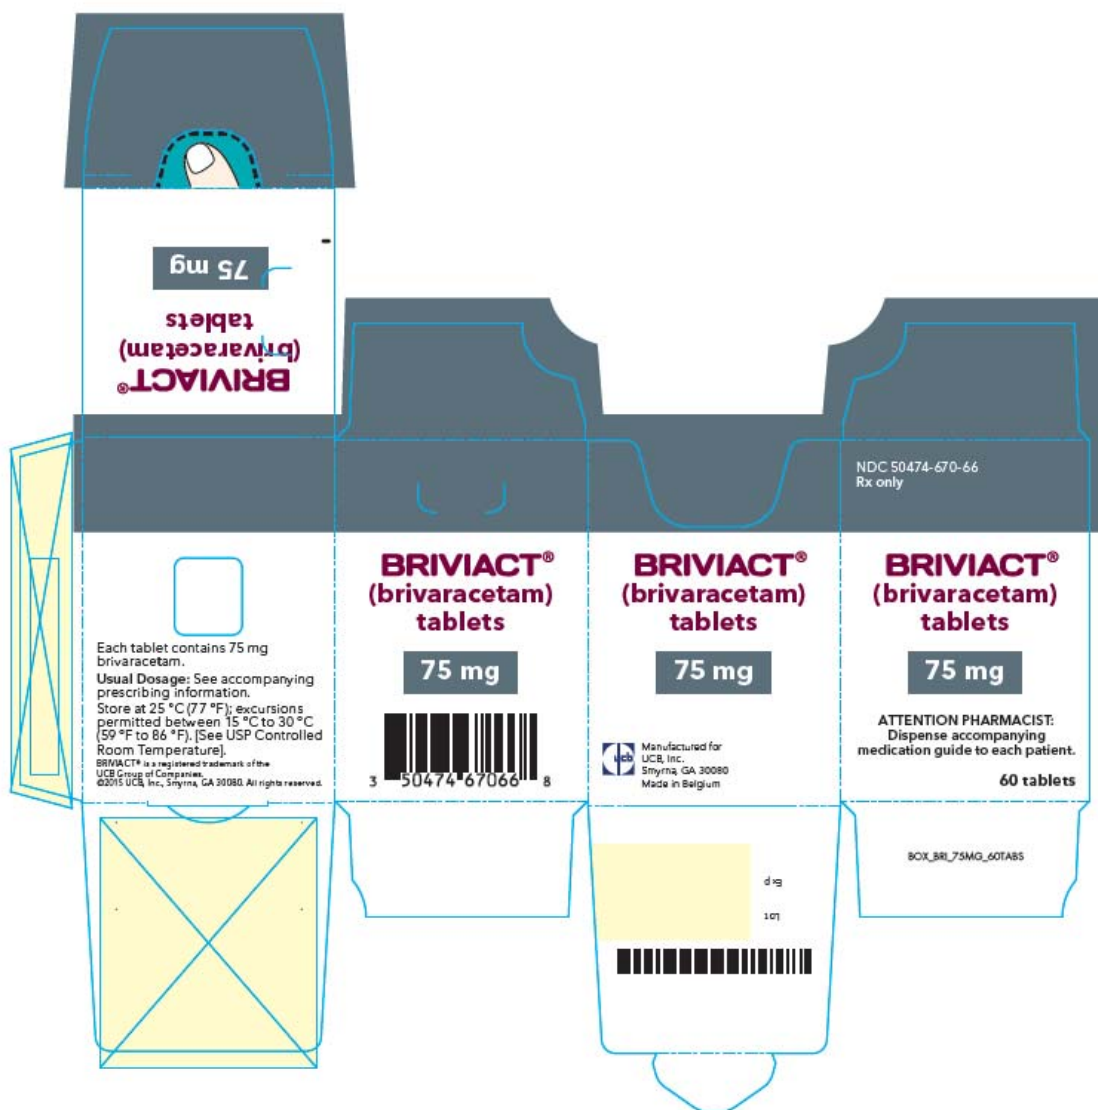 75 mg
tablets
(brivaracetam)
BRIVIACT®
NDC 50474-670-66
Rx only
Each tablet contains 75 mg
brivaracetam.
Usual Dosage: See accompanying
prescribing information.
Store at 25 °C (77 °F); excursions
permitted between 15 °C to 30 °C
(59 °F to 86 °F). [See USP Controlled
Room Temperature].
BRIVIACT® is a registered trademark of the
UCB Group of Companies.
©2015 UCB, Inc., Smyrna, GA 30080. All rights reserved.
BRIVIACT®
(brivaracetam)
tablets
75 mg
3 50474 67066 8
BRIVIACT®
(brivaracetam)
tablets
75 mg
ucb
Manufactured for
UCB, Inc.
Smyrna, GA 30080
Made in Belgium
BRIVIACT®
(brivaracetam)
tablets
75 mg
ATTENTION PHARMACIST:
Dispense accompanying
medication guide to each patient.
60 tablets
Exp
Lot
BOX_BRI_75MG_60TABS